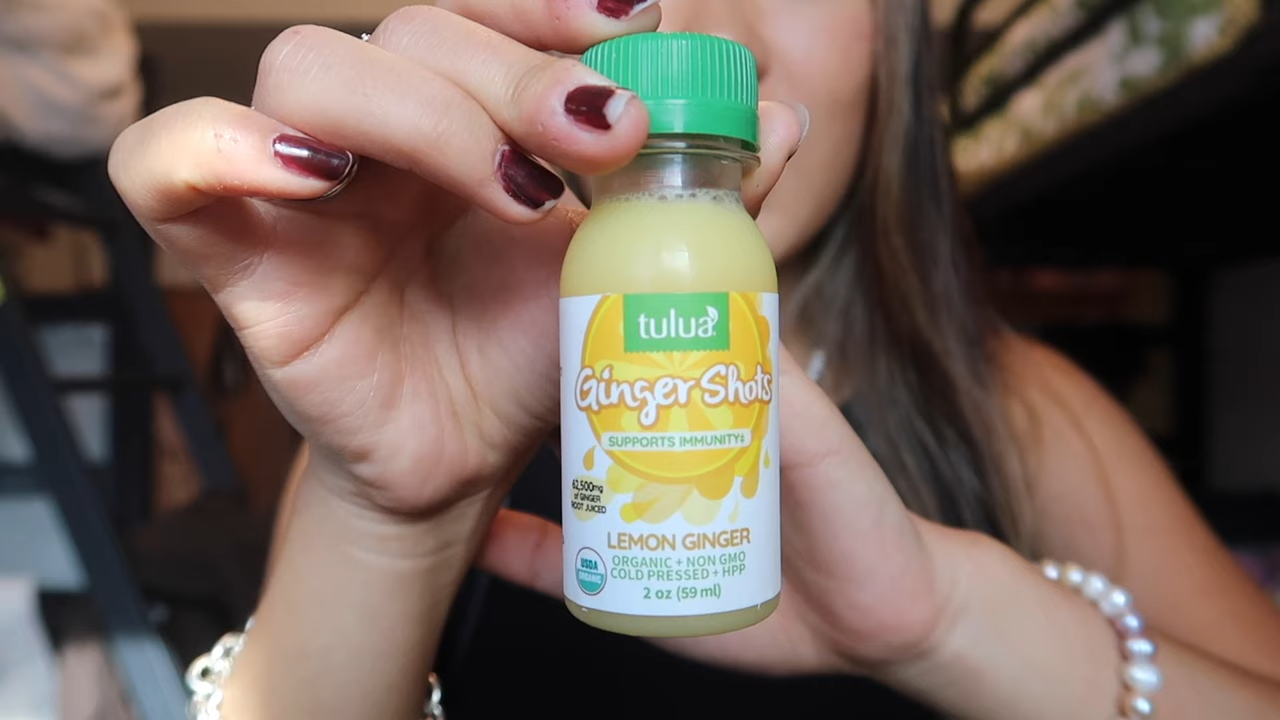 tulua
Ginger Shots
SUPPORTS IMMUNITY‡
62,500mg
of GINGER
ROOT JUICED
LEMON GINGER
ORGANIC + NON GMO
COLD PRESSED + HPP
USDA
ORGANIC
2 oz (59 ml)